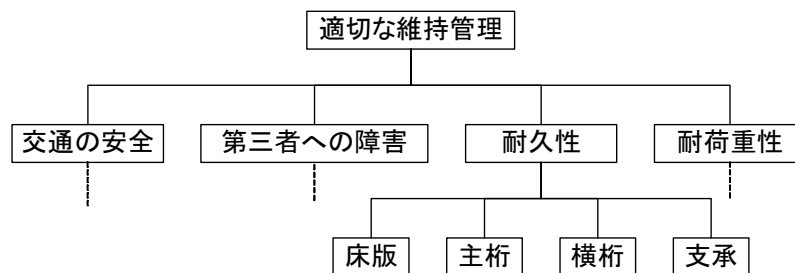 適切な維持管理
交通の安全
第三者への障害
耐久性
耐荷重性
床版
主桁
横桁
支承